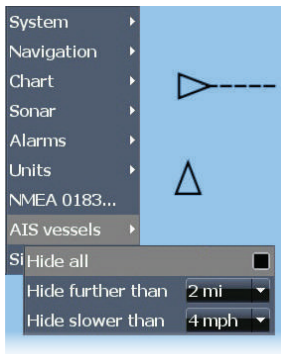 System
Navigation
Chart
Sonar
Alarms
Units
NMEA 0183...
AIS vessels
Si
Hide all
Hide further than 2 mi
Hide slower than 4 mph